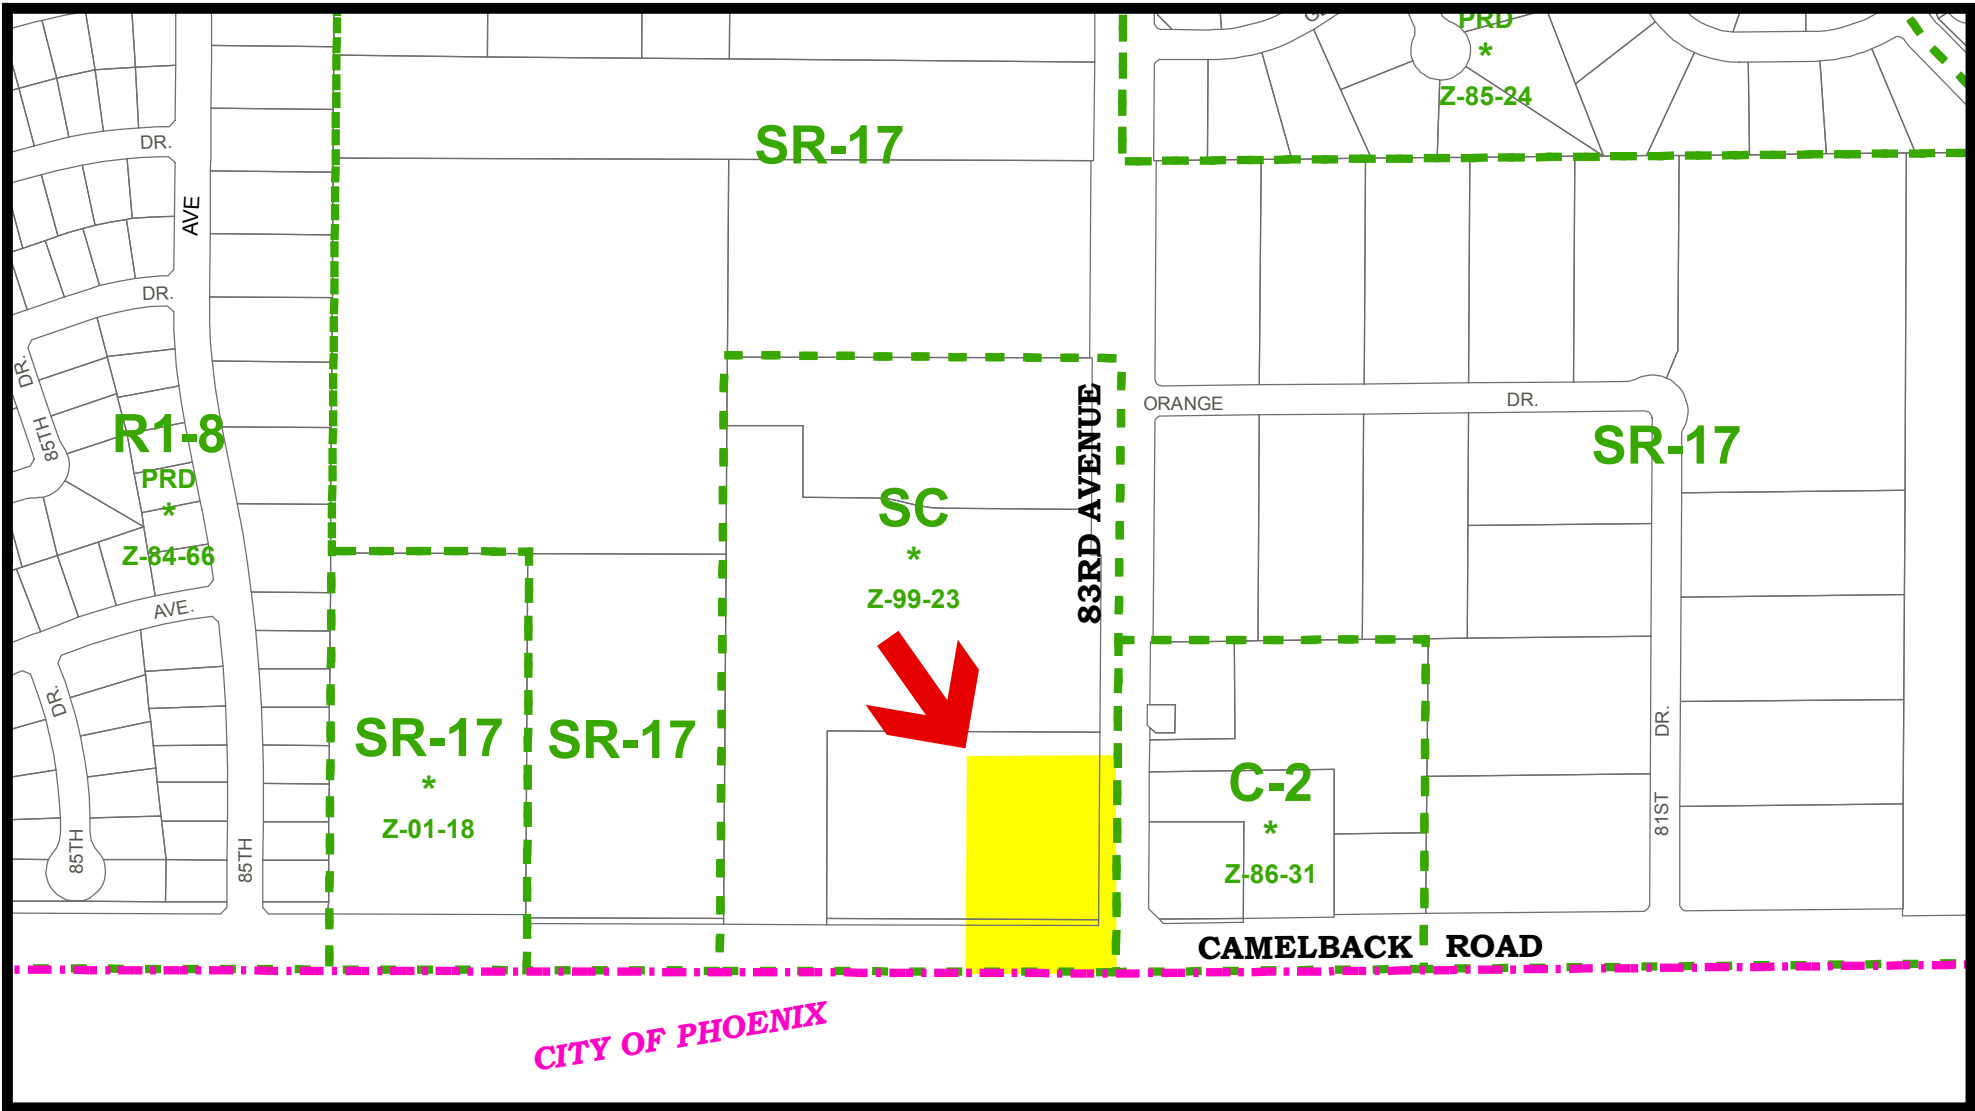 PRD
*
Z-85-24
SR-17
DR.
AVE
DR.
DR.
85TH
R1-8
PRD
*
Z-84-66
ORANGE
DR.
SR-17
83RD AVENUE
SC
*
Z-99-23
AVE.
DR.
85TH
85TH
SR-17
*
Z-01-18
SR-17
C-2
*
Z-86-31
DR.
81ST
CAMELBACK ROAD
CITY OF PHOENIX